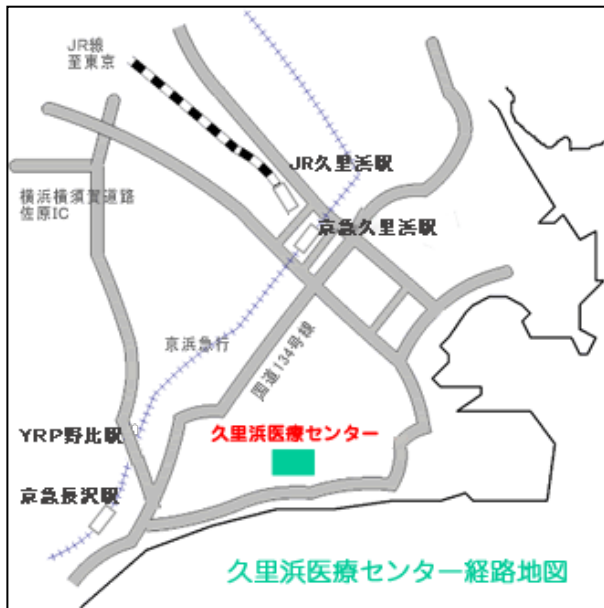 JR線
至東京
JR久里浜駅
横浜横須賀道路
佐原IC
京急久里浜駅
京浜急行
国道134号線
YRP野比駅
久里浜医療センター
京急長沢駅
久里浜医療センター経路地図